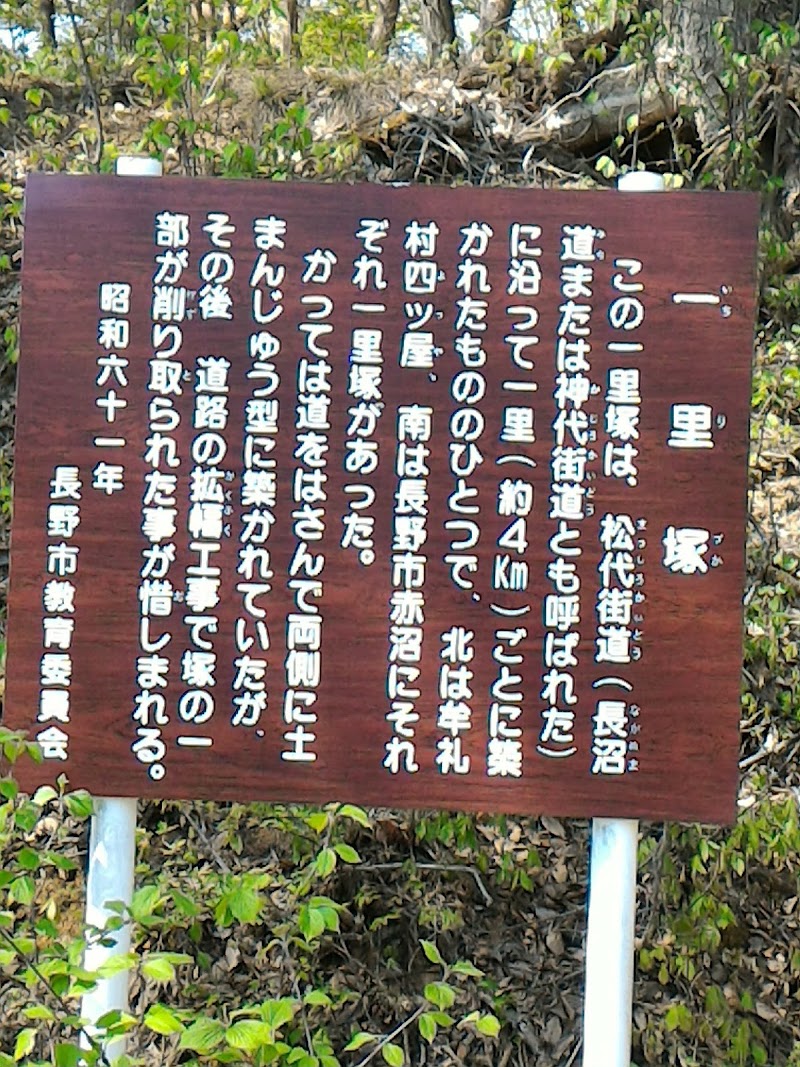 一里塚
この一里塚は、松代街道（長沼
道または神代街道とも呼ばれた）
に沿って一里（約4Km）ごとに築
かれたもののひとつで、北は牟礼
村四ツ屋、南は長野市赤沼にそれ
ぞれ一里塚があった。
かっては道をはさんで両側に土
まんじゅう型に築かれていたが、
その後　道路の拡幅工事で塚の一
部が削り取られた事が惜しまれる。
昭和六十一年
長野市教育委員会